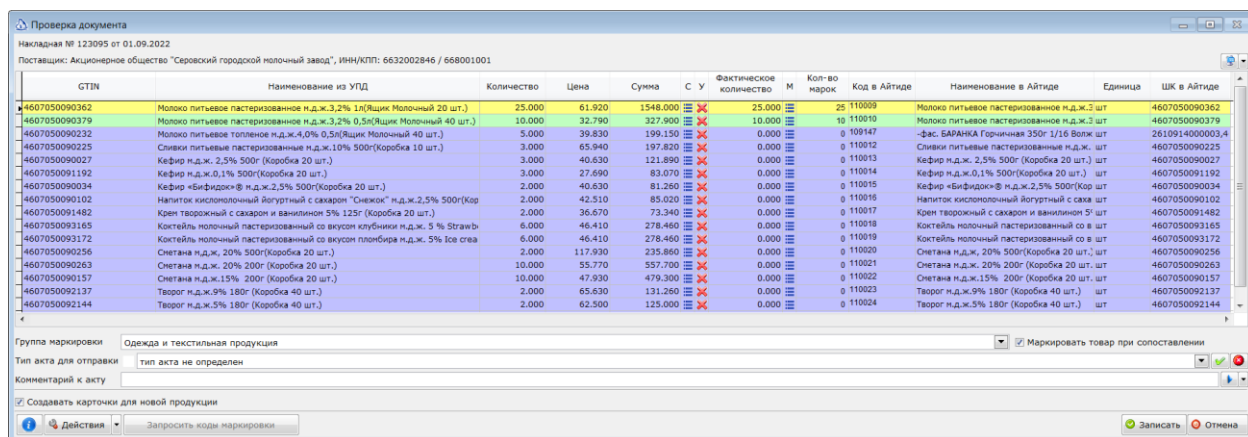 Проверка документа
Накладная № 123095 от 01.09.2022
Поставщик: Акционерное общество "Серовский городской молочный завод", ИНН/КПП: 6632002846 / 668001001
GTIN Наименование из УПД Количество Цена Сумма С У Фактическое количество М Кол-во марок Код в Айтиде Наименование в Айтиде Единица ШК в Айтиде
4607050090362 Молоко питьевое пастеризованное м.д.ж.3,2% 1л(Ящик Молочный 20 шт.) 25.000 61.920 1548.000 25.000 25 110009 Молоко питьевое пастеризованное м.д.ж.3 шт 4607050090362
4607050090379 Молоко питьевое пастеризованное м.д.ж.3,2% 0,5л(Ящик Молочный 40 шт.) 10.000 32.790 327.900 10.000 10 110010 Молоко питьевое пастеризованное м.д.ж.3 шт 4607050090379
4607050090232 Молоко питьевое топленое м.д.ж.4,0% 0,5л(Ящик Молочный 40 шт.) 5.000 39.830 199.150 0.000 0 109147 -фас. БАРАНКА Горчичная 350г 1/16 Волж шт 2610914000003,4
4607050090225 Сливки питьевые пастеризованные м.д.ж.10% 500г(Коробка 10 шт.) 3.000 65.940 197.820 0.000 0 110012 Сливки питьевые пастеризованные м.д.ж. шт 4607050090225
4607050090027 Кефир м.д.ж. 2,5% 500г (Коробка 20 шт.) 3.000 40.630 121.890 0.000 0 110013 Кефир м.д.ж. 2,5% 500г (Коробка 20 шт.) шт 4607050090027
4607050091192 Кефир м.д.ж.0,1% 500г(Коробка 20 шт.) 3.000 27.690 83.070 0.000 0 110014 Кефир м.д.ж.0,1% 500г(Коробка 20 шт.) шт 4607050091192
4607050090034 Кефир «Бифидок»® м.д.ж.2,5% 500г(Коробка 20 шт.) 2.000 40.630 81.260 0.000 0 110015 Кефир «Бифидок»® м.д.ж.2,5% 500г(Кор шт 4607050090034
4607050090102 Напиток кисломолочный йогуртный с сахаром "Снежок" м.д.ж.2,5% 500г(Кор 2.000 42.510 85.020 0.000 0 110016 Напиток кисломолочный йогуртный с саха шт 4607050090102
4607050091482 Крем творожный с сахаром и ванилином 5% 125г (Коробка 20 шт.) 2.000 36.670 73.340 0.000 0 110017 Крем творожный с сахаром и ванилином 5 шт 4607050091482
4607050093165 Коктейль молочный пастеризованный со вкусом клубники м.д.ж. 5 % Strawb 6.000 46.410 278.460 0.000 0 110018 Коктейль молочный пастеризованный со в шт 4607050093165
4607050093172 Коктейль молочный пастеризованный со вкусом пломбира м.д.ж. 5% Ice crea 6.000 46.410 278.460 0.000 0 110019 Коктейль молочный пастеризованный со в шт 4607050093172
4607050090256 Сметана м,д,ж, 20% 500г(Коробка 20 шт.) 2.000 117.930 235.860 0.000 0 110020 Сметана м,д,ж, 20% 500г(Коробка 20 шт. шт 4607050090256
4607050090263 Сметана м.д.ж. 20% 200г (Коробка 20 шт.) 10.000 55.770 557.700 0.000 0 110021 Сметана м.д.ж. 20% 200г (Коробка 20 шт. шт 4607050090263
4607050090157 Сметана м.д.ж.15% 200г (Коробка 20 шт.) 10.000 47.930 479.300 0.000 0 110022 Сметана м.д.ж.15% 200г (Коробка 20 шт. шт 4607050090157
4607050092137 Творог м.д.ж.9% 180г (Коробка 40 шт.) 2.000 65.630 131.260 0.000 0 110023 Творог м.д.ж.9% 180г (Коробка 40 шт.) шт 4607050092137
4607050092144 Творог м.д.ж.5% 180г (Коробка 40 шт.) 2.000 62.500 125.000 0.000 0 110024 Творог м.д.ж.5% 180г (Коробка 40 шт.) шт 4607050092144
Группа маркировки Одежда и текстильная продукция Маркировать товар при сопоставлении
Тип акта для отправки тип акта не определен
Комментарий к акту
Создавать карточки для новой продукции
Действия Запросить коды маркировки Записать Отмена